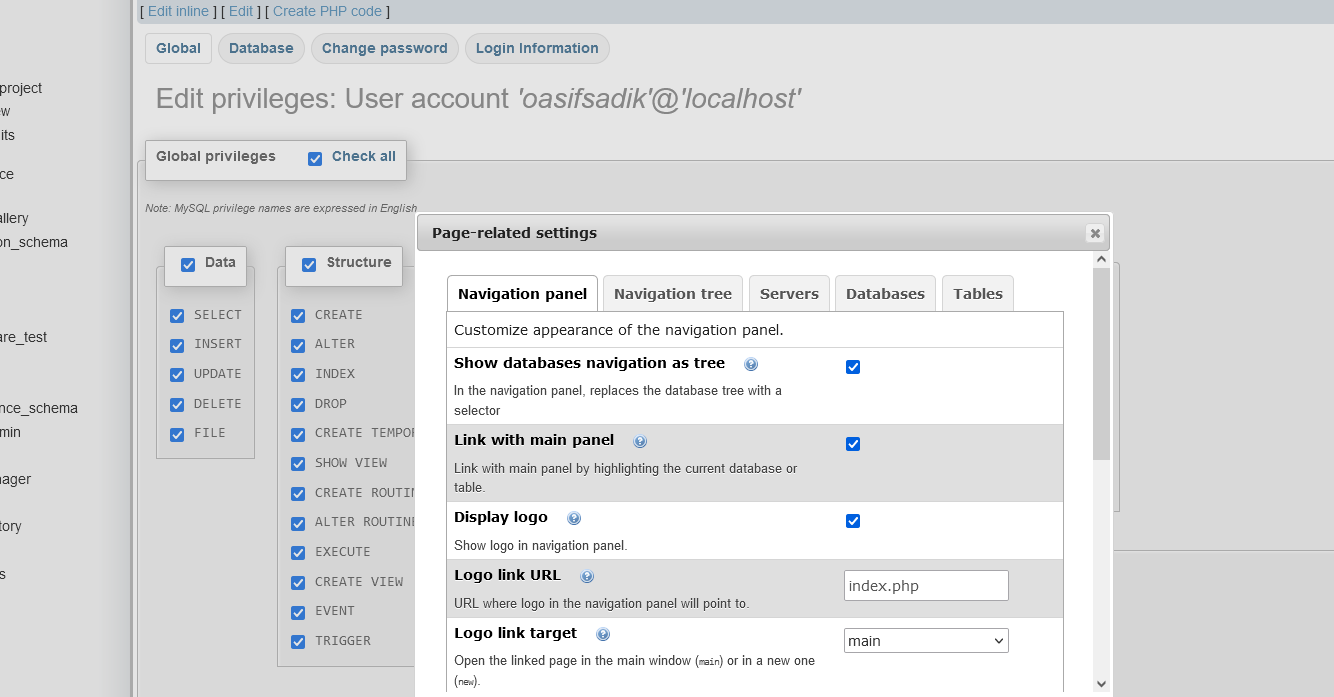 [ Edit inline ] [ Edit ] [ Create PHP code ]
Global
Database
Change password
Login Information
Edit privileges: User account 'oasifsadik'@'localhost'
project
its
Global privileges
Check all
Note: MySQL privilege names are expressed in English
Data
SELECT
INSERT
UPDATE
DELETE
FILE
Structure
CREATE
ALTER
INDEX
DROP
CREATE TEMPOR
SHOW VIEW
CREATE ROUTIN
ALTER ROUTINE
EXECUTE
CREATE VIEW
EVENT
TRIGGER
ce
allery
on_schema
are_test
nce_schema
min
nager
tory
s
Page-related settings
Navigation panel
Navigation tree
Servers
Databases
Tables
Customize appearance of the navigation panel.
Show databases navigation as tree
In the navigation panel, replaces the database tree with a
selector
Link with main panel
Link with main panel by highlighting the current database or
table.
Display logo
Show logo in navigation panel.
Logo link URL
URL where logo in the navigation panel will point to.
index.php
Logo link target
Open the linked page in the main window (main) or in a new one
(new).
main